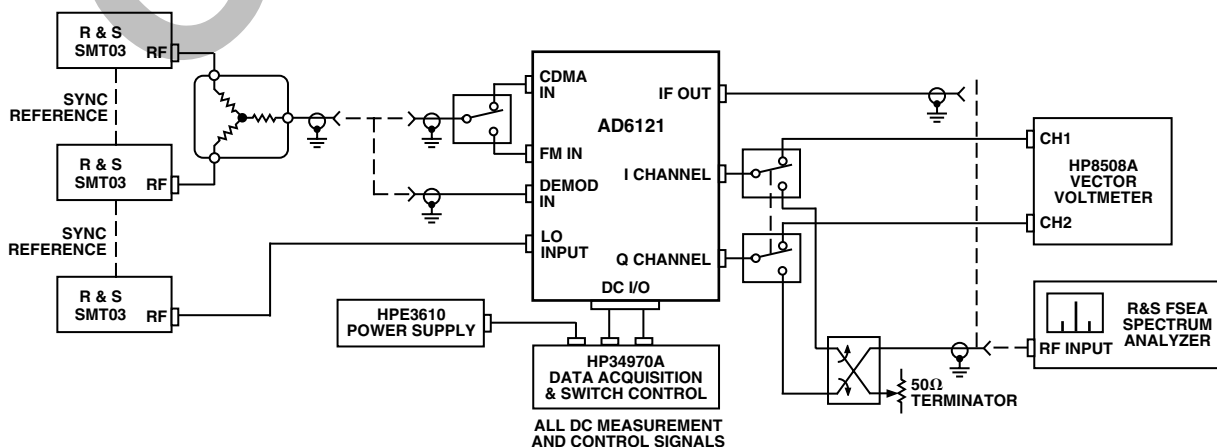 R & S
SMT03
RF
SYNC
REFERENCE
R & S
SMT03
RF
SYNC
REFERENCE
R & S
SMT03
RF
CDMA
IN
FM IN
DEMOD
IN
LO
INPUT
AD6121
IF OUT
I CHANNEL
Q CHANNEL
DC I/O
HPE3610
POWER SUPPLY
HP34970A
DATA ACQUISITION
& SWITCH CONTROL
ALL DC MEASUREMENT
AND CONTROL SIGNALS
CH1
HP8508A
VECTOR
VOLTMETER
CH2
R&S FSEA
SPECTRUM
ANALYZER
RF INPUT
50Ω
TERMINATOR